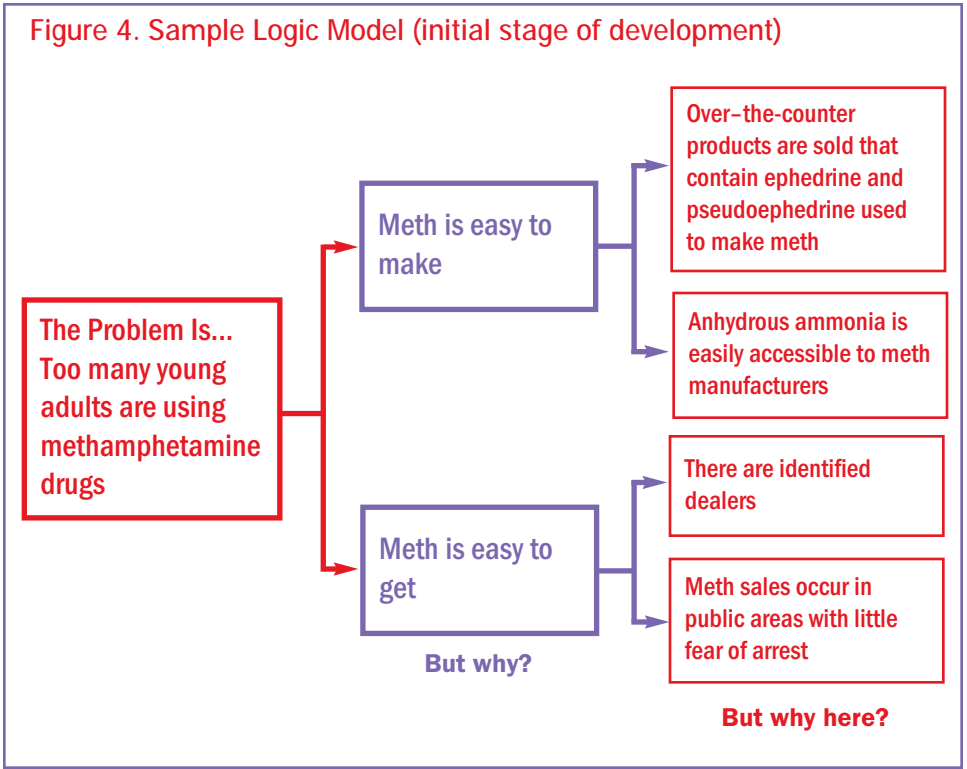 Figure 4. Sample Logic Model (initial stage of development)
The Problem Is...
Too many young
adults are using
methamphetamine
drugs
Meth is easy to
make
Meth is easy to
get
But why?
Over–the-counter
products are sold that
contain ephedrine and
pseudoephedrine used
to make meth
Anhydrous ammonia is
easily accessible to meth
manufacturers
There are identified
dealers
Meth sales occur in
public areas with little
fear of arrest
But why here?